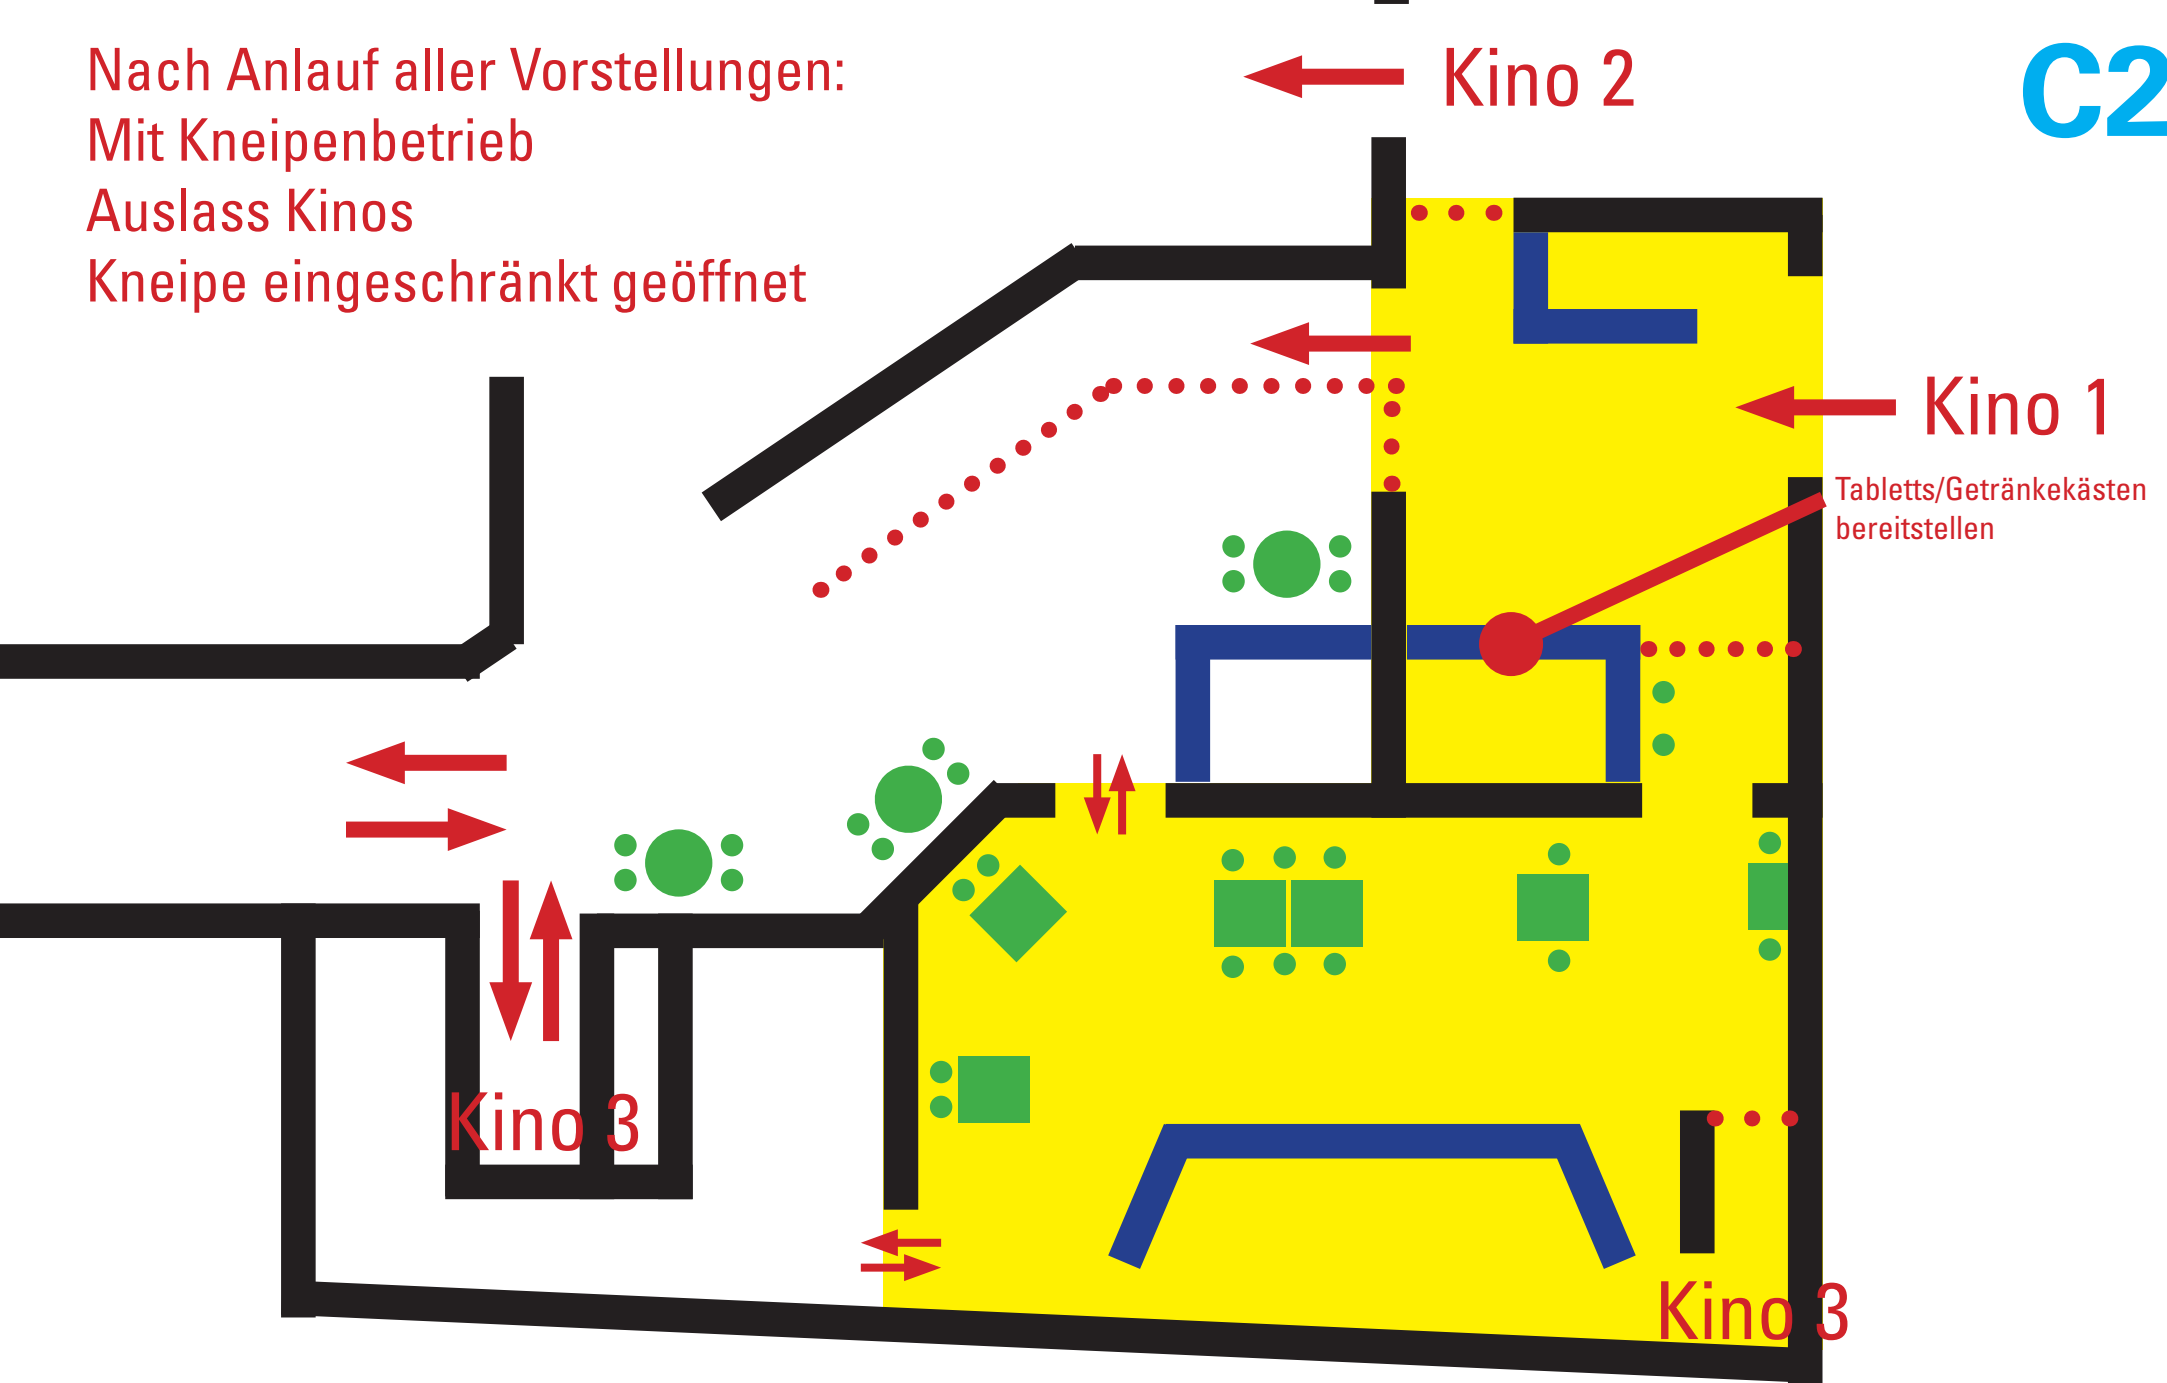 Nach Anlauf aller Vorstellungen:
Mit Kneipenbetrieb
Auslass Kinos
Kneipe eingeschränkt geöffnet
Kino 2
C2
Kino 1
Tabletts/Getränkekästen
bereitstellen
Kino 3
Kino 3